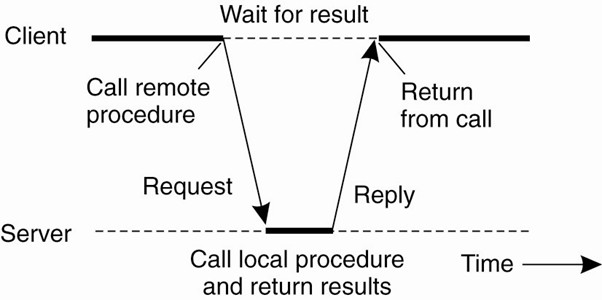 Wait for result
Client
Call remote
procedure
Return
from call
Request
Reply
Server
Call local procedure
and return results
Time